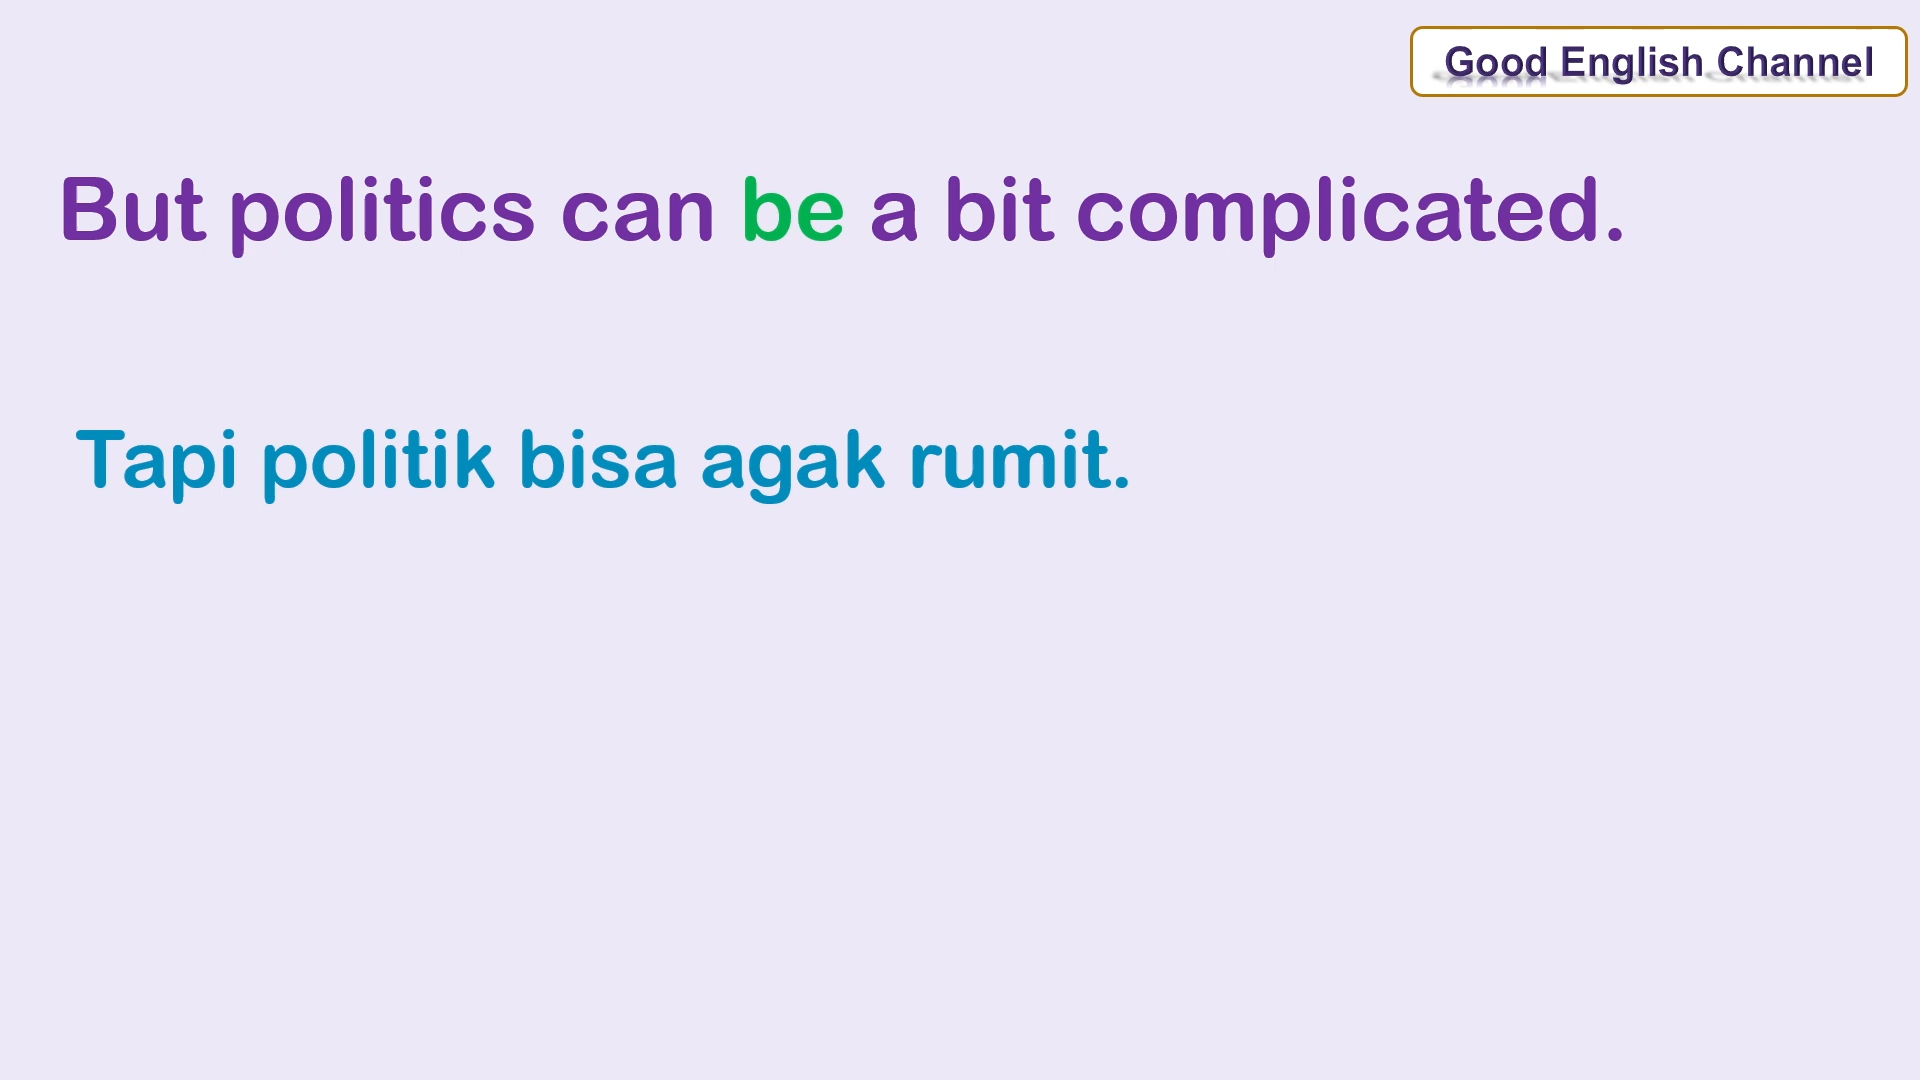 Good English Channel
But politics can be a bit complicated.
Tapi politik bisa agak rumit.